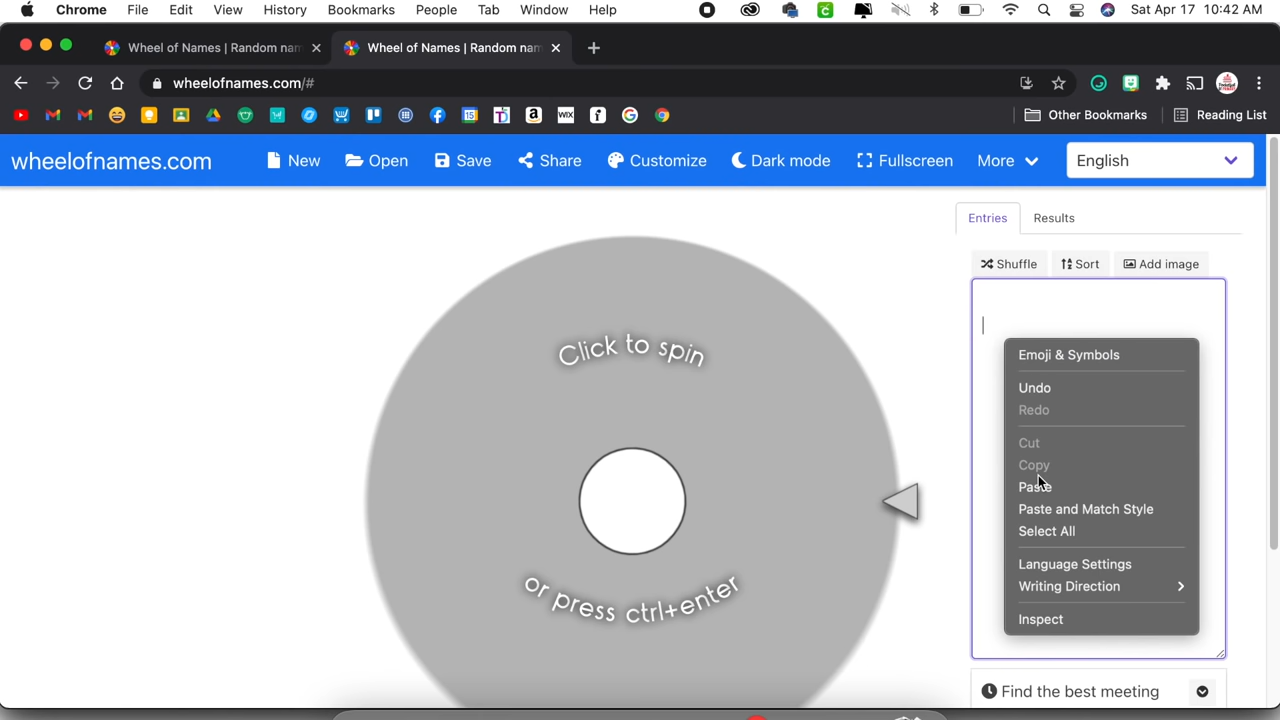 Chrome File Edit View History Bookmarks People Tab Window Help Sat Apr 17 10:42 AM
Wheel of Names | Random nam Wheel of Names | Random nam
wheelofnames.com/#
Other Bookmarks Reading List
wheelofnames.com New Open Save Share Customize Dark mode Fullscreen More English
Entries Results
Shuffle Sort Add image
Click to spin
or press ctrl+enter
Emoji & Symbols
Undo
Redo
Cut
Copy
Paste
Paste and Match Style
Select All
Language Settings
Writing Direction
Inspect
Find the best meeting